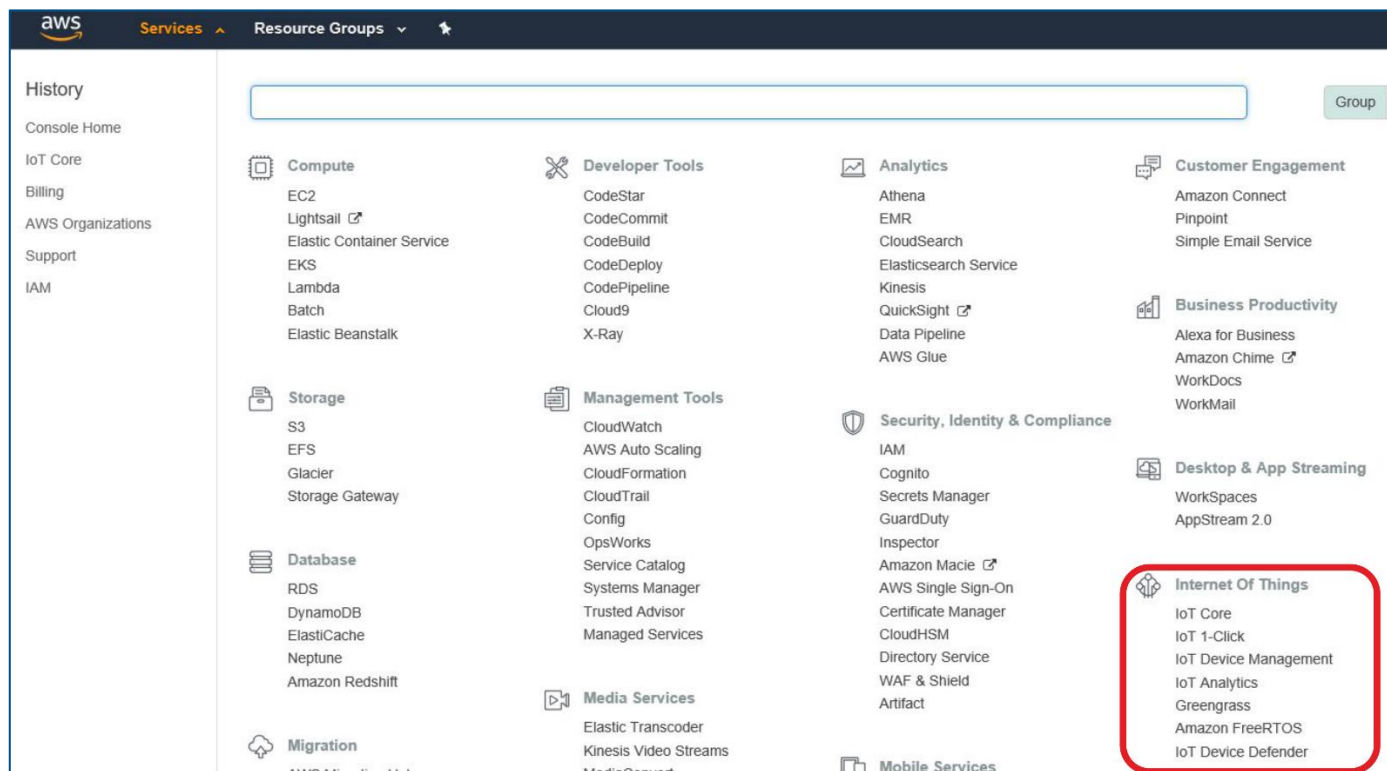 aws
Services
Resource Groups
History
Console Home
IoT Core
Billing
AWS Organizations
Support
IAM
Group
Compute
EC2
Lightsail
Elastic Container Service
EKS
Lambda
Batch
Elastic Beanstalk
Storage
S3
EFS
Glacier
Storage Gateway
Database
RDS
DynamoDB
ElastiCache
Neptune
Amazon Redshift
Migration
Developer Tools
CodeStar
CodeCommit
CodeBuild
CodeDeploy
CodePipeline
Cloud9
X-Ray
Management Tools
CloudWatch
AWS Auto Scaling
CloudFormation
CloudTrail
Config
OpsWorks
Service Catalog
Systems Manager
Trusted Advisor
Managed Services
Media Services
Elastic Transcoder
Kinesis Video Streams
Analytics
Athena
EMR
CloudSearch
Elasticsearch Service
Kinesis
QuickSight
Data Pipeline
AWS Glue
Security, Identity & Compliance
IAM
Cognito
Secrets Manager
GuardDuty
Inspector
Amazon Macie
AWS Single Sign-On
Certificate Manager
CloudHSM
Directory Service
WAF & Shield
Artifact
Mobile Services
Customer Engagement
Amazon Connect
Pinpoint
Simple Email Service
Business Productivity
Alexa for Business
Amazon Chime
WorkDocs
WorkMail
Desktop & App Streaming
WorkSpaces
AppStream 2.0
Internet Of Things
IoT Core
IoT 1-Click
IoT Device Management
IoT Analytics
Greengrass
Amazon FreeRTOS
IoT Device Defender